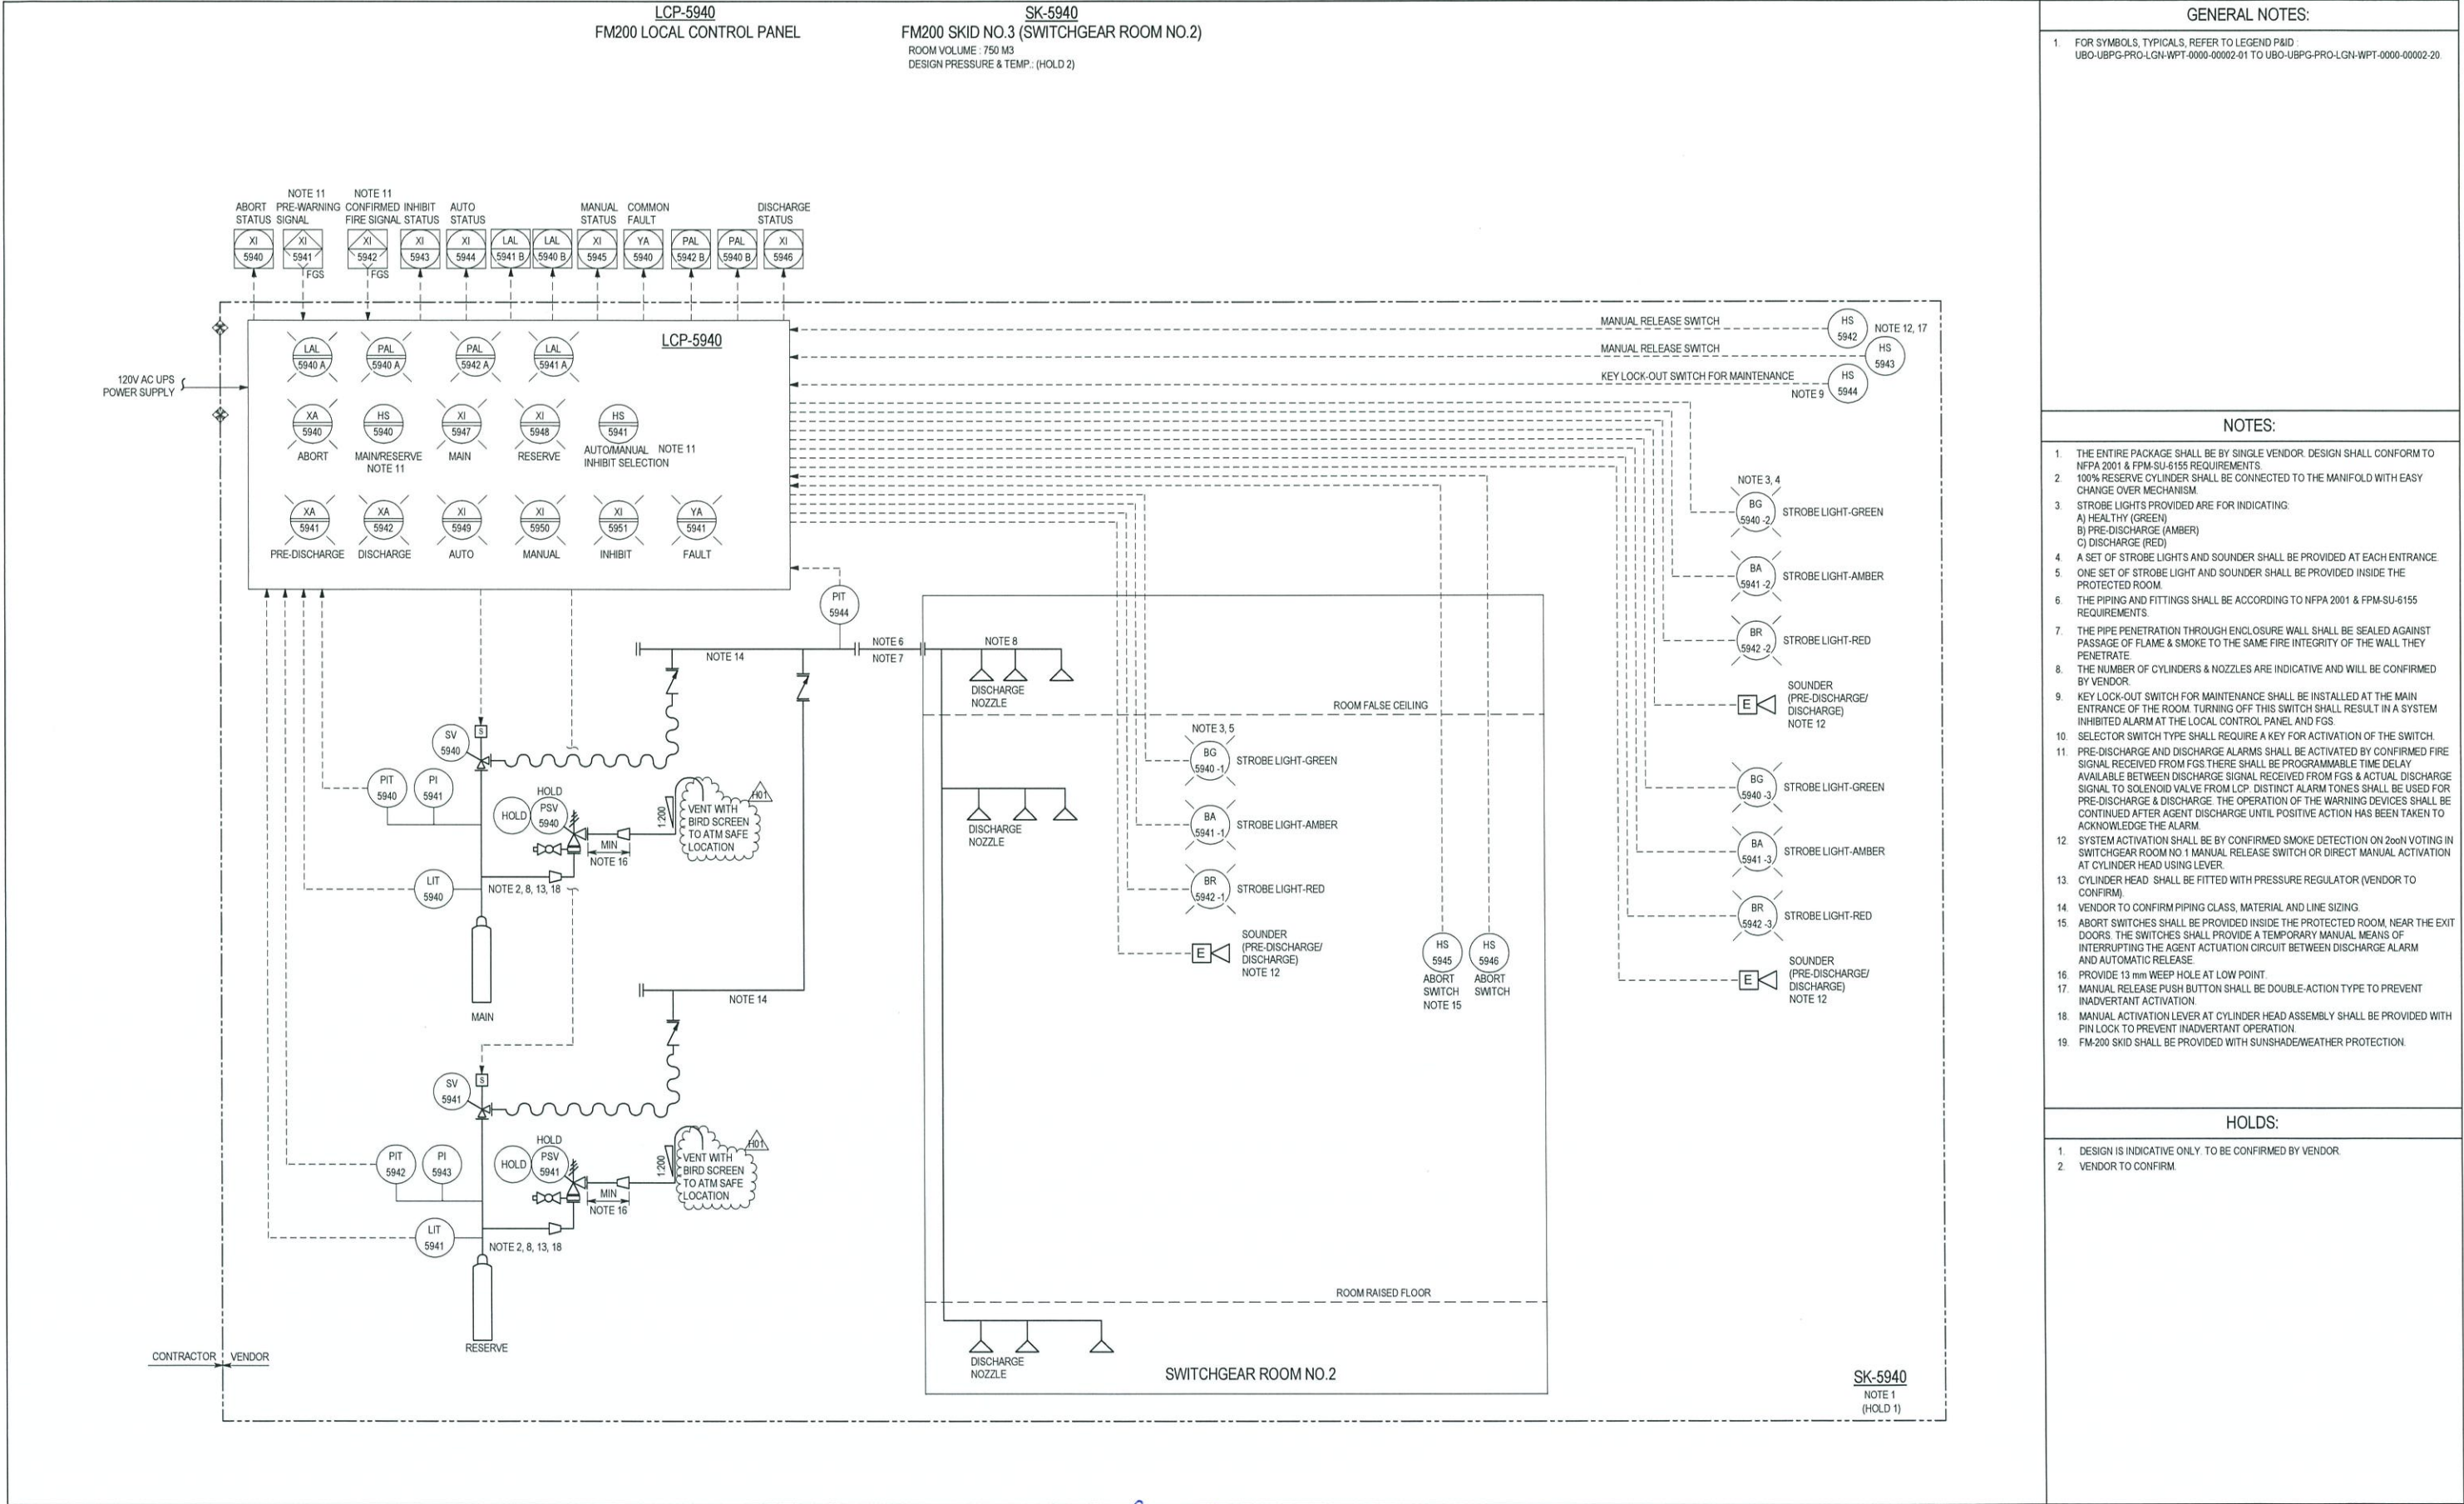 LCP-5940
FM200 LOCAL CONTROL PANEL
SK-5940
FM200 SKID NO.3 (SWITCHGEAR ROOM NO.2)
ROOM VOLUME : 750 M3
DESIGN PRESSURE & TEMP.: (HOLD 2)
ABORT
STATUS
XI
5940
NOTE 11
PRE-WARNING
SIGNAL
XI
5941
FGS
NOTE 11
CONFIRMED
FIRE SIGNAL
XI
5942
FGS
INHIBIT
STATUS
XI
5943
AUTO
STATUS
XI
5944
LAL
5941 B
LAL
5940 B
MANUAL
STATUS
XI
5945
COMMON
FAULT
YA
5940
PAL
5942 B
PAL
5940 B
DISCHARGE
STATUS
XI
5946
120V AC UPS
POWER SUPPLY
LCP-5940
LAL
5940 A
PAL
5940 A
PAL
5942 A
LAL
5941 A
XA
5940
ABORT
HS
5940
MAIN/RESERVE
NOTE 11
XI
5947
MAIN
XI
5948
RESERVE
HS
5941
AUTO/MANUAL
INHIBIT SELECTION
NOTE 11
XA
5941
PRE-DISCHARGE
XA
5942
DISCHARGE
XI
5949
AUTO
XI
5950
MANUAL
XI
5951
INHIBIT
YA
5941
FAULT
MANUAL RELEASE SWITCH
HS
5942
NOTE 12, 17
MANUAL RELEASE SWITCH
HS
5943
KEY LOCK-OUT SWITCH FOR MAINTENANCE
HS
5944
NOTE 9
NOTE 3, 4
BG
5940 -2
STROBE LIGHT-GREEN
BA
5941 -2
STROBE LIGHT-AMBER
BR
5942 -2
STROBE LIGHT-RED
E
SOUNDER
(PRE-DISCHARGE/
DISCHARGE)
NOTE 12
BG
5940 -3
STROBE LIGHT-GREEN
BA
5941 -3
STROBE LIGHT-AMBER
BR
5942 -3
STROBE LIGHT-RED
E
SOUNDER
(PRE-DISCHARGE/
DISCHARGE)
NOTE 12
PIT
5944
NOTE 14
NOTE 6
NOTE 7
NOTE 8
DISCHARGE
NOZZLE
ROOM FALSE CEILING
DISCHARGE
NOZZLE
NOTE 3, 5
BG
5940 -1
STROBE LIGHT-GREEN
BA
5941 -1
STROBE LIGHT-AMBER
BR
5942 -1
STROBE LIGHT-RED
E
SOUNDER
(PRE-DISCHARGE/
DISCHARGE)
NOTE 12
HS
5945
ABORT
SWITCH
NOTE 15
HS
5946
ABORT
SWITCH
ROOM RAISED FLOOR
DISCHARGE
NOZZLE
SWITCHGEAR ROOM NO.2
S
SV
5940
PIT
5940
PI
5941
HOLD
HOLD
PSV
5940
MIN
NOTE 16
1:200
VENT WITH
BIRD SCREEN
TO ATM SAFE
LOCATION
H01
LIT
5940
NOTE 2, 8, 13, 18
MAIN
NOTE 14
S
SV
5941
PIT
5942
PI
5943
HOLD
HOLD
PSV
5941
MIN
NOTE 16
1:200
VENT WITH
BIRD SCREEN
TO ATM SAFE
LOCATION
H01
LIT
5941
NOTE 2, 8, 13, 18
RESERVE
CONTRACTOR
VENDOR
SK-5940
NOTE 1
(HOLD 1)
GENERAL NOTES:
1. FOR SYMBOLS, TYPICALS, REFER TO LEGEND P&ID :
UBO-UBPG-PRO-LGN-WPT-0000-00002-01 TO UBO-UBPG-PRO-LGN-WPT-0000-00002-20.
NOTES:
1. THE ENTIRE PACKAGE SHALL BE BY SINGLE VENDOR. DESIGN SHALL CONFORM TO
NFPA 2001 & FPM-SU-6155 REQUIREMENTS.
2. 100% RESERVE CYLINDER SHALL BE CONNECTED TO THE MANIFOLD WITH EASY
CHANGE OVER MECHANISM.
3. STROBE LIGHTS PROVIDED ARE FOR INDICATING:
A) HEALTHY (GREEN)
B) PRE-DISCHARGE (AMBER)
C) DISCHARGE (RED)
4. A SET OF STROBE LIGHTS AND SOUNDER SHALL BE PROVIDED AT EACH ENTRANCE.
5. ONE SET OF STROBE LIGHT AND SOUNDER SHALL BE PROVIDED INSIDE THE
PROTECTED ROOM.
6. THE PIPING AND FITTINGS SHALL BE ACCORDING TO NFPA 2001 & FPM-SU-6155
REQUIREMENTS.
7. THE PIPE PENETRATION THROUGH ENCLOSURE WALL SHALL BE SEALED AGAINST
PASSAGE OF FLAME & SMOKE TO THE SAME FIRE INTEGRITY OF THE WALL THEY
PENETRATE.
8. THE NUMBER OF CYLINDERS & NOZZLES ARE INDICATIVE AND WILL BE CONFIRMED
BY VENDOR.
9. KEY LOCK-OUT SWITCH FOR MAINTENANCE SHALL BE INSTALLED AT THE MAIN
ENTRANCE OF THE ROOM. TURNING OFF THIS SWITCH SHALL RESULT IN A SYSTEM
INHIBITED ALARM AT THE LOCAL CONTROL PANEL AND FGS.
10. SELECTOR SWITCH TYPE SHALL REQUIRE A KEY FOR ACTIVATION OF THE SWITCH.
11. PRE-DISCHARGE AND DISCHARGE ALARMS SHALL BE ACTIVATED BY CONFIRMED FIRE
SIGNAL RECEIVED FROM FGS.THERE SHALL BE PROGRAMMABLE TIME DELAY
AVAILABLE BETWEEN DISCHARGE SIGNAL RECEIVED FROM FGS & ACTUAL DISCHARGE
SIGNAL TO SOLENOID VALVE FROM LCP. DISTINCT ALARM TONES SHALL BE USED FOR
PRE-DISCHARGE & DISCHARGE. THE OPERATION OF THE WARNING DEVICES SHALL BE
CONTINUED AFTER AGENT DISCHARGE UNTIL POSITIVE ACTION HAS BEEN TAKEN TO
ACKNOWLEDGE THE ALARM.
12. SYSTEM ACTIVATION SHALL BE BY CONFIRMED SMOKE DETECTION ON 2ooN VOTING IN
SWITCHGEAR ROOM NO.1 MANUAL RELEASE SWITCH OR DIRECT MANUAL ACTIVATION
AT CYLINDER HEAD USING LEVER.
13. CYLINDER HEAD SHALL BE FITTED WITH PRESSURE REGULATOR (VENDOR TO
CONFIRM).
14. VENDOR TO CONFIRM PIPING CLASS, MATERIAL AND LINE SIZING.
15. ABORT SWITCHES SHALL BE PROVIDED INSIDE THE PROTECTED ROOM, NEAR THE EXIT
DOORS. THE SWITCHES SHALL PROVIDE A TEMPORARY MANUAL MEANS OF
INTERRUPTING THE AGENT ACTUATION CIRCUIT BETWEEN DISCHARGE ALARM
AND AUTOMATIC RELEASE.
16. PROVIDE 13 mm WEEP HOLE AT LOW POINT.
17. MANUAL RELEASE PUSH BUTTON SHALL BE DOUBLE-ACTION TYPE TO PREVENT
INADVERTANT ACTIVATION.
18. MANUAL ACTIVATION LEVER AT CYLINDER HEAD ASSEMBLY SHALL BE PROVIDED WITH
PIN LOCK TO PREVENT INADVERTANT OPERATION.
19. FM-200 SKID SHALL BE PROVIDED WITH SUNSHADE/WEATHER PROTECTION.
HOLDS:
1. DESIGN IS INDICATIVE ONLY. TO BE CONFIRMED BY VENDOR.
2. VENDOR TO CONFIRM.